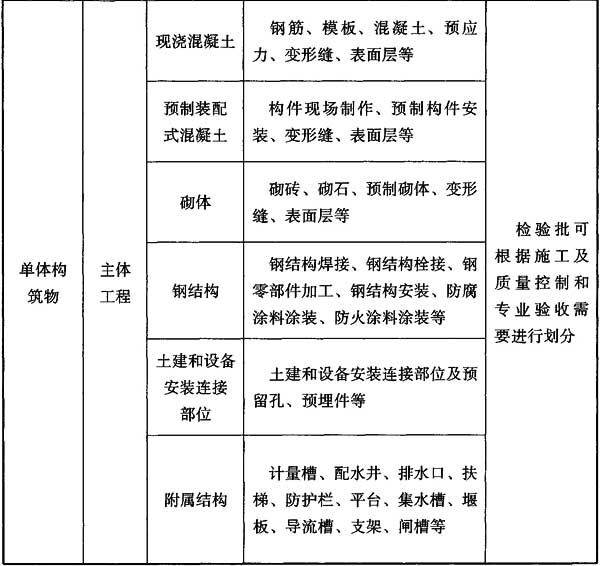 单体构
筑物
主体
工程
现浇混凝土
钢筋、模板、混凝土、预应
力、变形缝、表面层等
预制装配
式混凝土
构件现场制作、预制构件安
装、变形缝、表面层等
砌体
砌砖、砌石、预制砌体、变形
缝、表面层等
钢结构
钢结构焊接、钢结构栓接、钢
零部件加工、钢结构安装、防腐
涂料涂装、防火涂料涂装等
土建和设备
安装连接
部位
土建和设备安装连接部位及预
留孔、预埋件等
附属结构
计量槽、配水井、排水口、扶
梯、防护栏、平台、集水槽、堰
板、导流槽、支架、闸槽等
检验批可
根据施工及
质量控制和
专业验收需
要进行划分